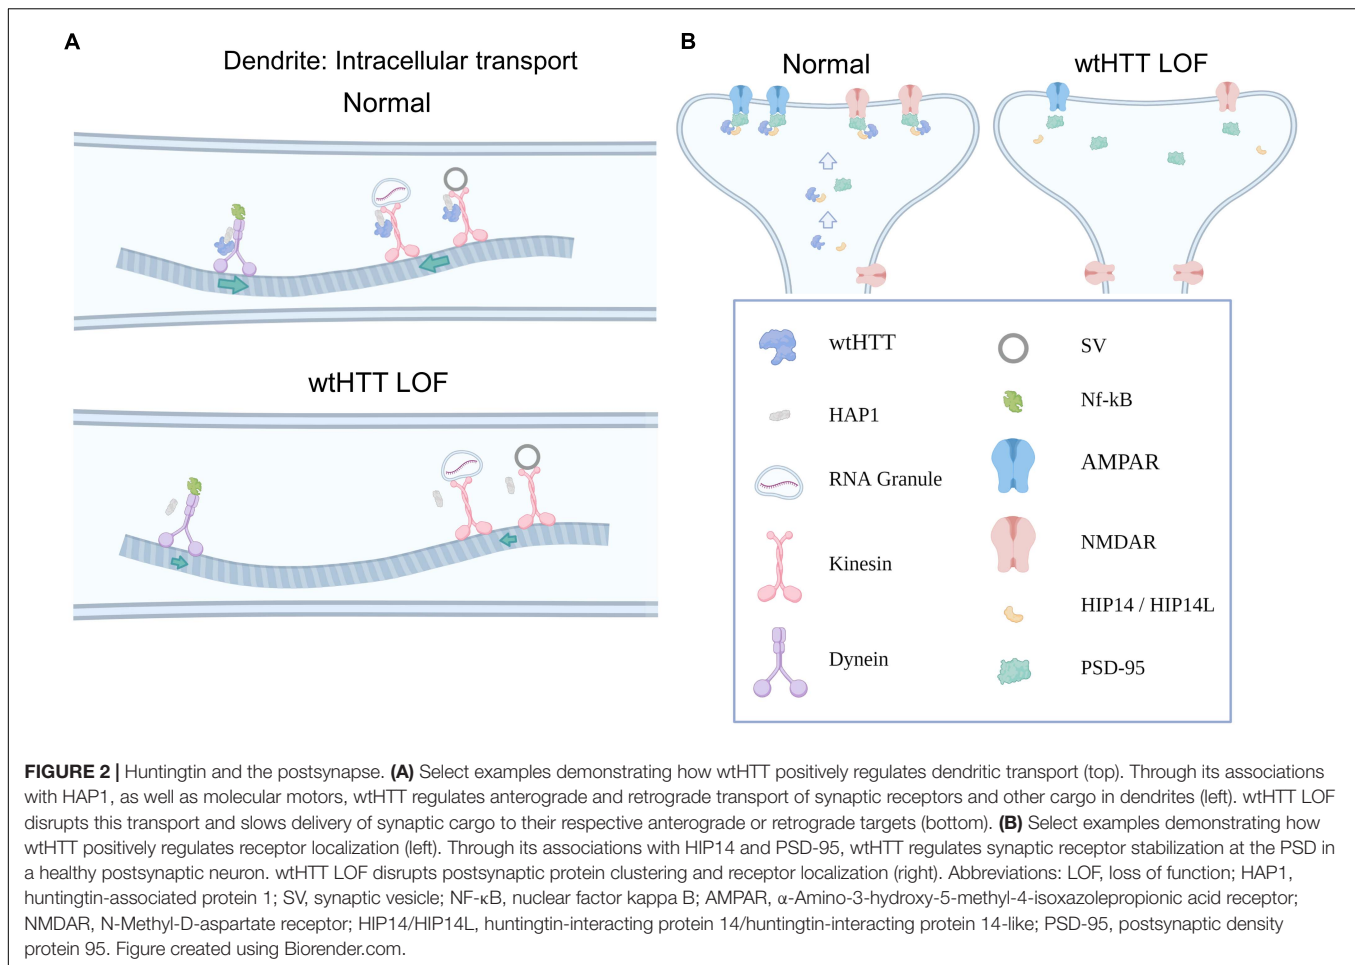 A
Dendrite: Intracellular transport
Normal
wtHTT LOF
B
Normal
wtHTT LOF
wtHTT
HAP1
RNA Granule
Kinesin
Dynein
SV
Nf-kB
AMPAR
NMDAR
HIP14 / HIP14L
PSD-95
FIGURE 2 | Huntingtin and the postsynapse. (A) Select examples demonstrating how wtHTT positively regulates dendritic transport (top). Through its associations
with HAP1, as well as molecular motors, wtHTT regulates anterograde and retrograde transport of synaptic receptors and other cargo in dendrites (left). wtHTT LOF
disrupts this transport and slows delivery of synaptic cargo to their respective anterograde or retrograde targets (bottom). (B) Select examples demonstrating how
wtHTT positively regulates receptor localization (left). Through its associations with HIP14 and PSD-95, wtHTT regulates synaptic receptor stabilization at the PSD in
a healthy postsynaptic neuron. wtHTT LOF disrupts postsynaptic protein clustering and receptor localization (right). Abbreviations: LOF, loss of function; HAP1,
huntingtin-associated protein 1; SV, synaptic vesicle; NF-κB, nuclear factor kappa B; AMPAR, α-Amino-3-hydroxy-5-methyl-4-isoxazolepropionic acid receptor;
NMDAR, N-Methyl-D-aspartate receptor; HIP14/HIP14L, huntingtin-interacting protein 14/huntingtin-interacting protein 14-like; PSD-95, postsynaptic density
protein 95. Figure created using Biorender.com.